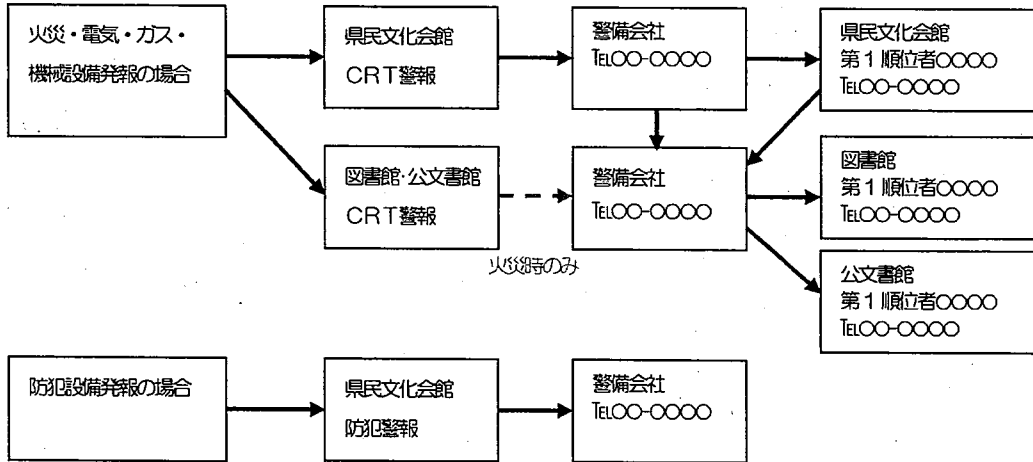 火災・電気・ガス・
機械設備発報の場合
県民文化会館
CRT警報
警備会社
TEL〇〇-〇〇〇〇
県民文化会館
第1順位者〇〇〇〇
TEL〇〇-〇〇〇〇
図書館・公文書館
CRT警報
警備会社
TEL〇〇-〇〇〇〇
図書館
第1順位者〇〇〇〇
TEL〇〇-〇〇〇〇
火災時のみ
公文書館
第1順位者〇〇〇〇
TEL〇〇-〇〇〇〇
防犯設備発報の場合
県民文化会館
防犯警報
警備会社
TEL〇〇-〇〇〇〇